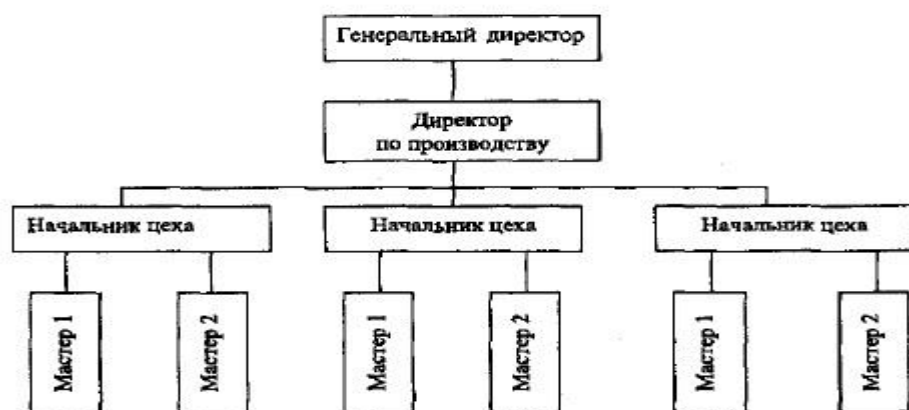 Генеральный директор
Директор
по производству
Начальник цеха
Начальник цеха
Начальник цеха
Мастер 1
Мастер 2
Мастер 1
Мастер 2
Мастер 1
Мастер 2